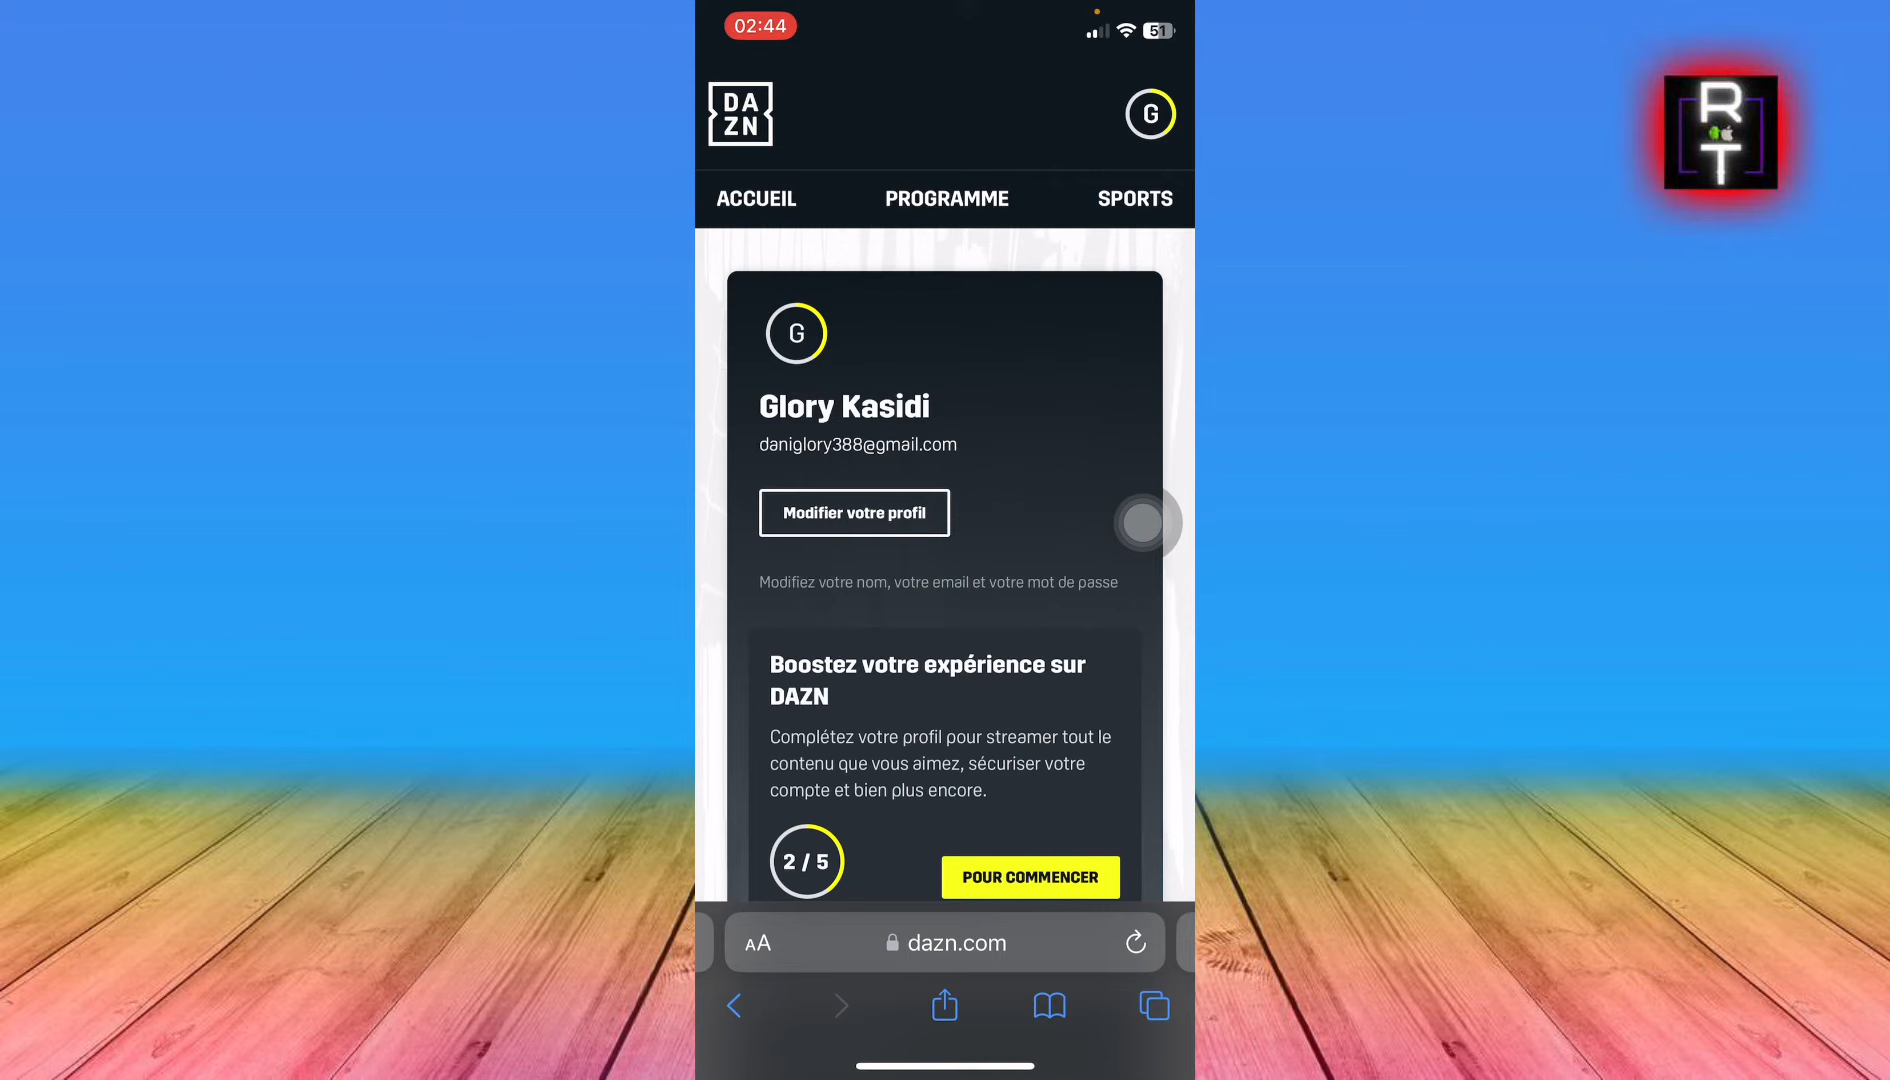 02:44
51
DA
ZN
G
R
T
ACCUEIL PROGRAMME SPORTS
G
Glory Kasidi
daniglory388@gmail.com
Modifier votre profil
Modifiez votre nom, votre email et votre mot de passe
Boostez votre expérience sur
DAZN
Complétez votre profil pour streamer tout le
contenu que vous aimez, sécuriser votre
compte et bien plus encore.
2 / 5
POUR COMMENCER
AA dazn.com